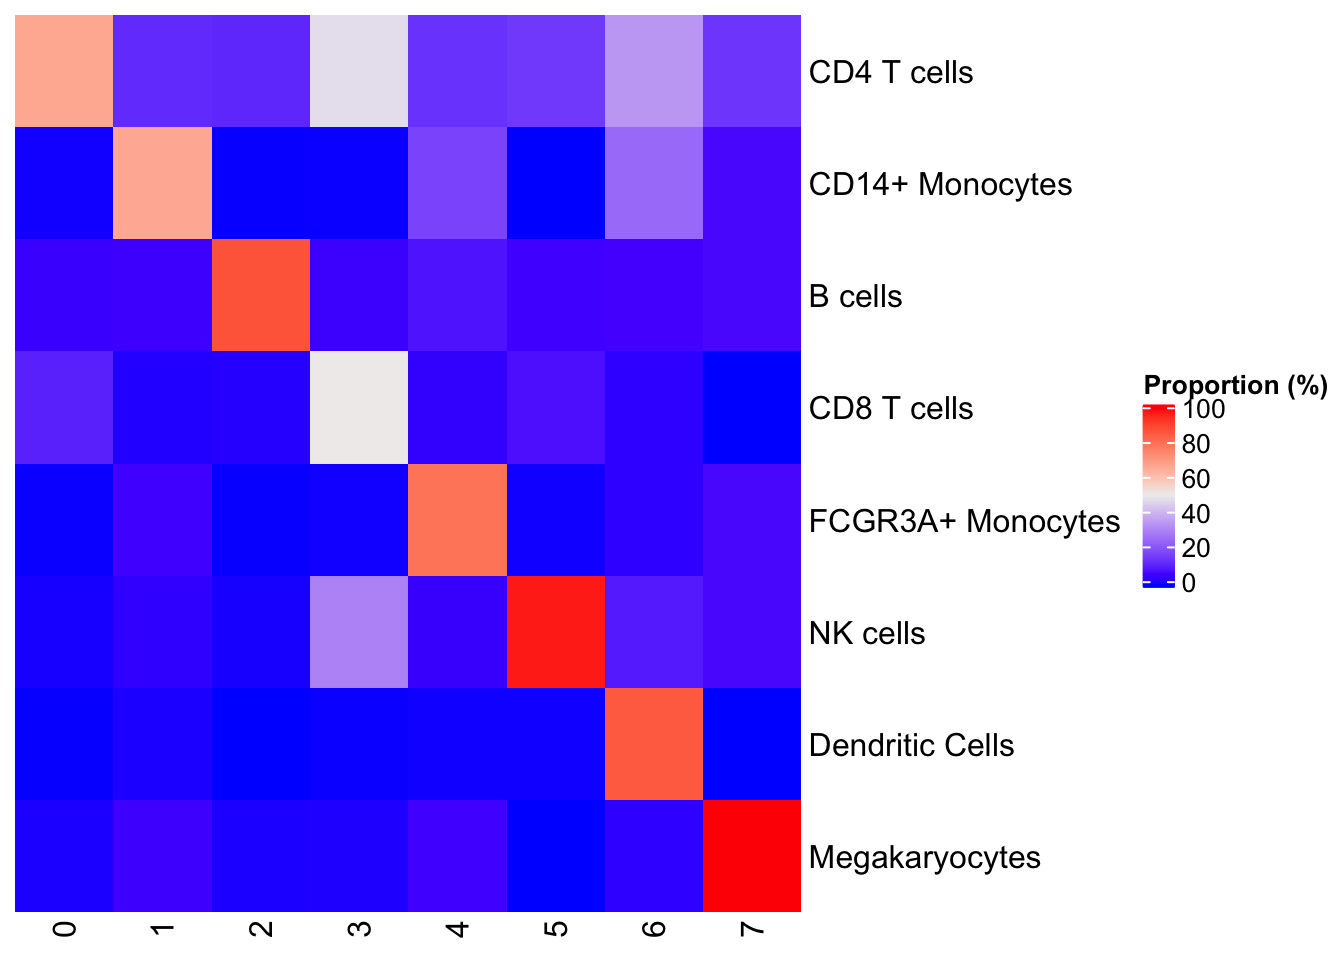 CD4 T cells
CD14+ Monocytes
B cells
CD8 T cells
FCGR3A+ Monocytes
NK cells
Dendritic Cells
Megakaryocytes
0 1 2 3 4 5 6 7
Proportion (%)
100
80
60
40
20
0